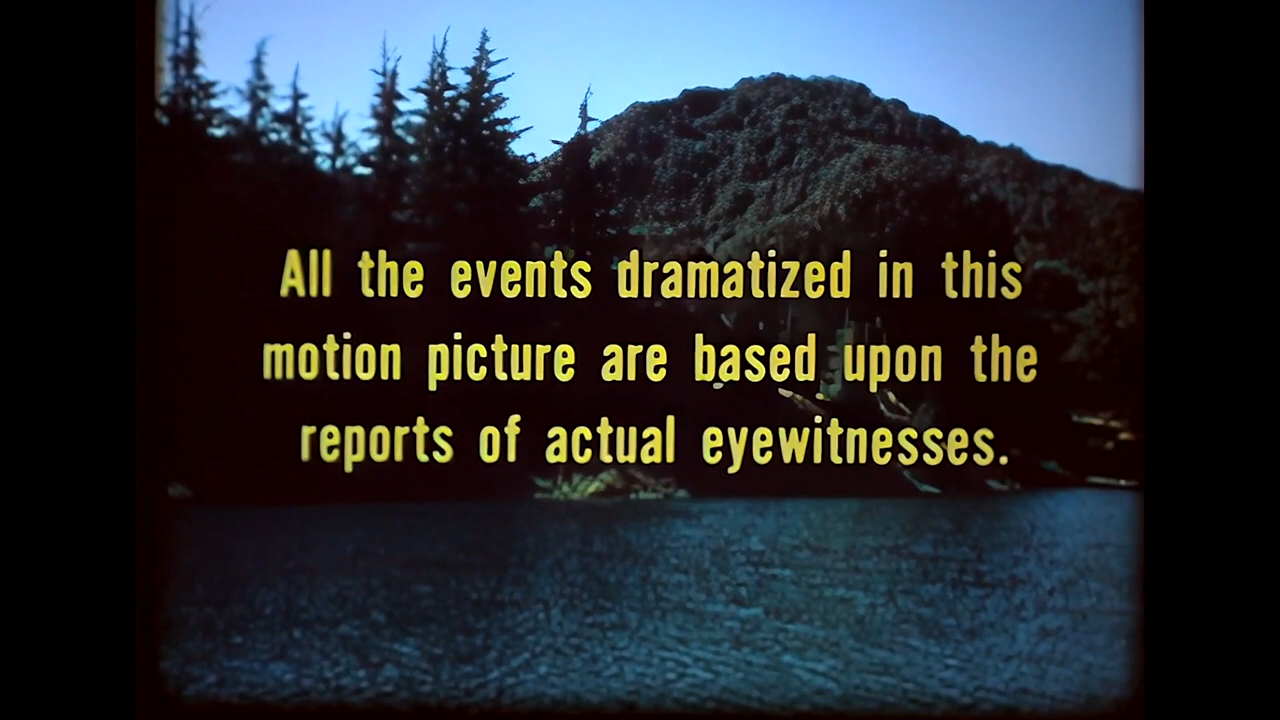 All the events dramatized in this
motion picture are based upon the
reports of actual eyewitnesses.